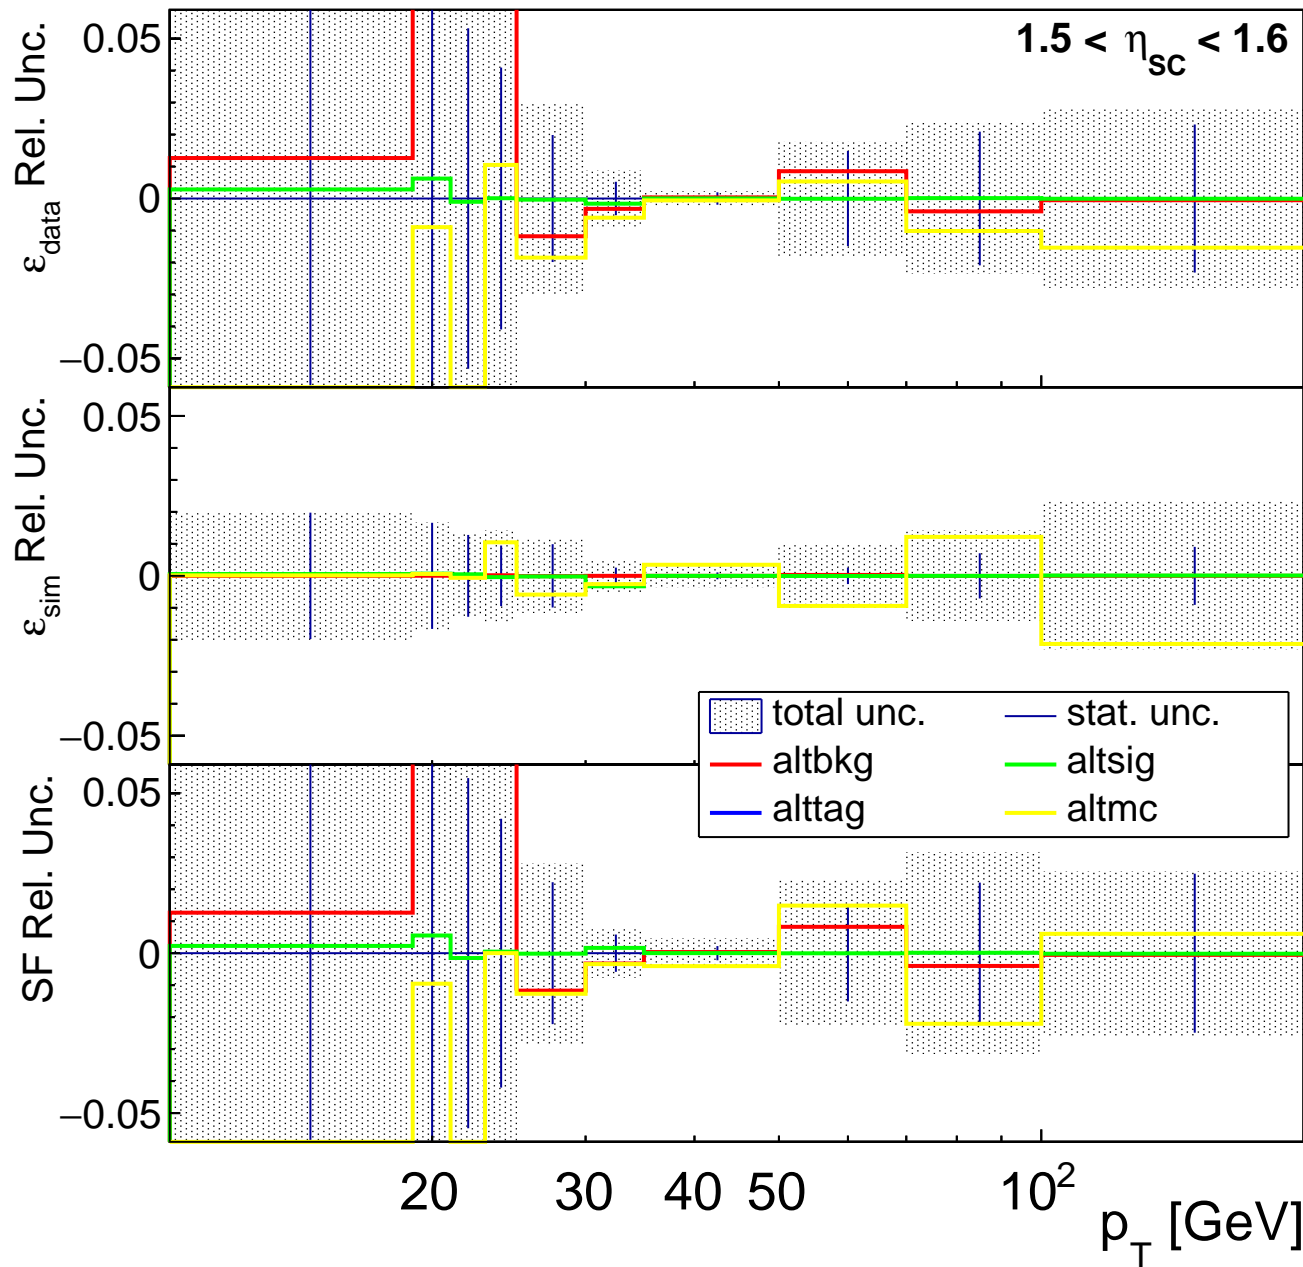 1.5 < η_SC < 1.6
ε_data Rel. Unc.
0.05
0
−0.05
ε_sim Rel. Unc.
0.05
0
−0.05
total unc. stat. unc.
altbkg altsig
alttag altmc
SF Rel. Unc.
0.05
0
−0.05
20 30 40 50 10²
p_T [GeV]